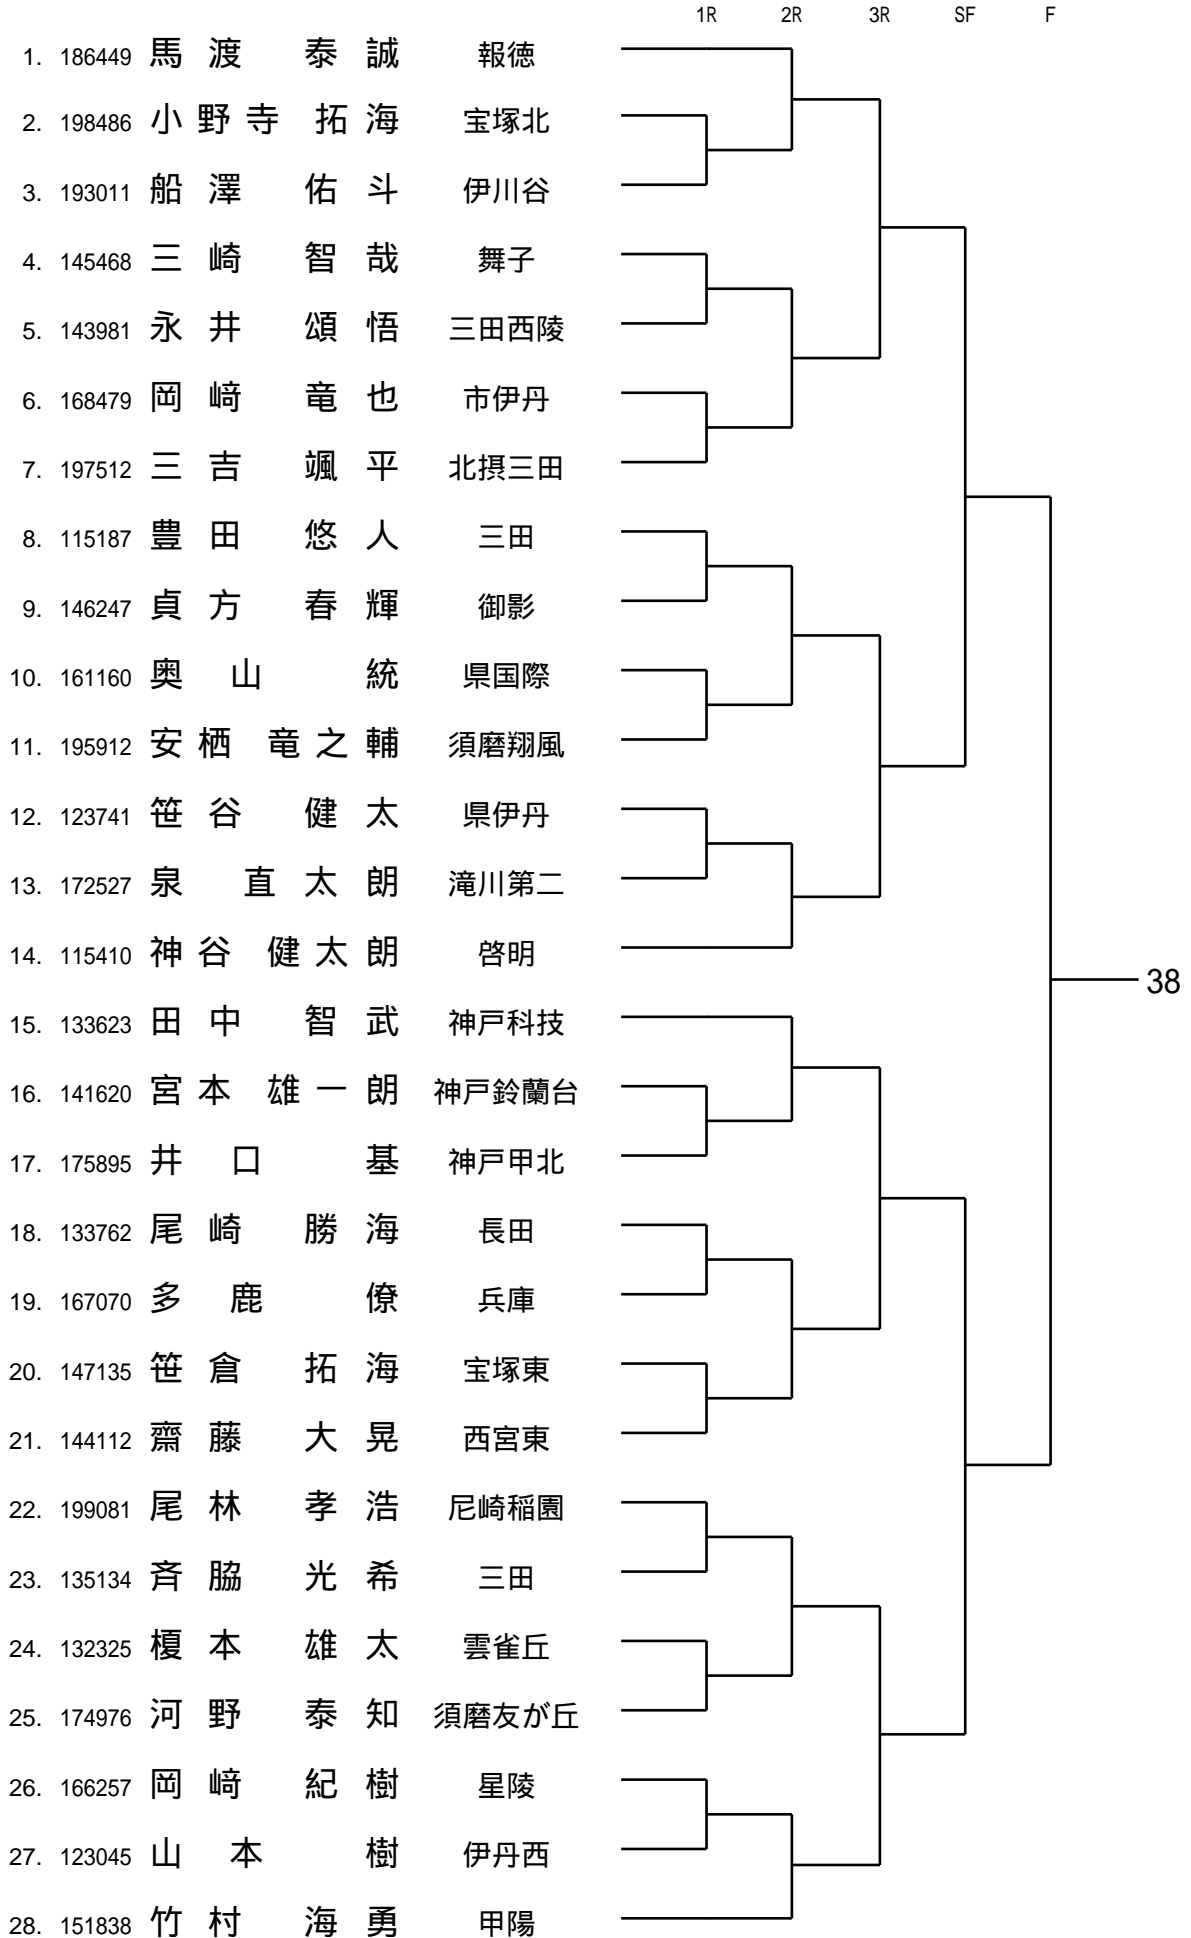 1R 2R 3R SF F
1. 186449 馬渡 泰誠 報徳
2. 198486 小野寺 拓海 宝塚北
3. 193011 船澤 佑斗 伊川谷
4. 145468 三崎 智哉 舞子
5. 143981 永井 頌悟 三田西陵
6. 168479 岡﨑 竜也 市伊丹
7. 197512 三吉 颯平 北摂三田
8. 115187 豊田 悠人 三田
9. 146247 貞方 春輝 御影
10. 161160 奥山 統 県国際
11. 195912 安栖 竜之輔 須磨翔風
12. 123741 笹谷 健太 県伊丹
13. 172527 泉 直太朗 滝川第二
14. 115410 神谷 健太朗 啓明
38
15. 133623 田中 智武 神戸科技
16. 141620 宮本 雄一朗 神戸鈴蘭台
17. 175895 井口 基 神戸甲北
18. 133762 尾崎 勝海 長田
19. 167070 多鹿 僚 兵庫
20. 147135 笹倉 拓海 宝塚東
21. 144112 齋藤 大晃 西宮東
22. 199081 尾林 孝浩 尼崎稲園
23. 135134 斉脇 光希 三田
24. 132325 榎本 雄太 雲雀丘
25. 174976 河野 泰知 須磨友が丘
26. 166257 岡﨑 紀樹 星陵
27. 123045 山本 樹 伊丹西
28. 151838 竹村 海勇 甲陽